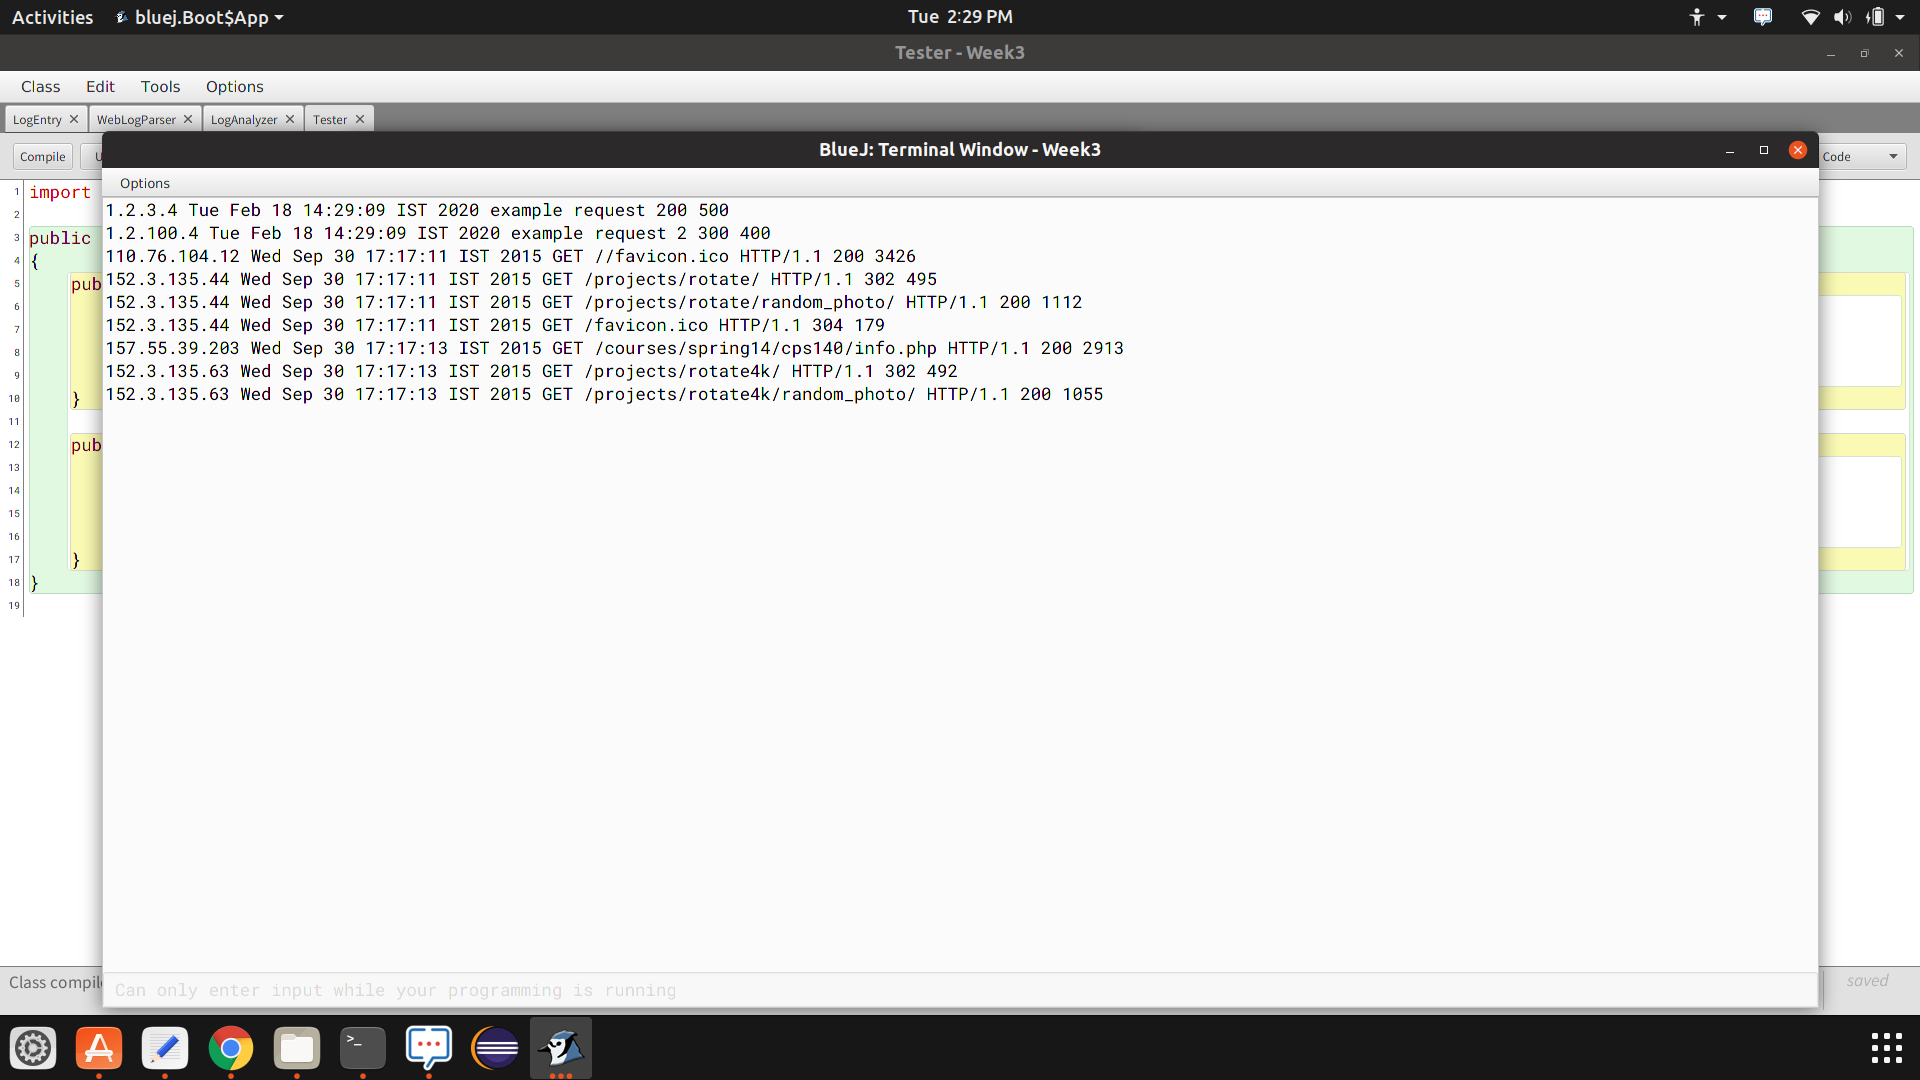 Activities bluej.Boot$App Tue 2:29 PM
Tester - Week3
Class Edit Tools Options
LogEntry WebLogParser LogAnalyzer Tester
Compile U Code
BlueJ: Terminal Window - Week3
Options
1.2.3.4 Tue Feb 18 14:29:09 IST 2020 example request 200 500
1.2.100.4 Tue Feb 18 14:29:09 IST 2020 example request 2 300 400
110.76.104.12 Wed Sep 30 17:17:11 IST 2015 GET //favicon.ico HTTP/1.1 200 3426
152.3.135.44 Wed Sep 30 17:17:11 IST 2015 GET /projects/rotate/ HTTP/1.1 302 495
152.3.135.44 Wed Sep 30 17:17:11 IST 2015 GET /projects/rotate/random_photo/ HTTP/1.1 200 1112
152.3.135.44 Wed Sep 30 17:17:11 IST 2015 GET /favicon.ico HTTP/1.1 304 179
157.55.39.203 Wed Sep 30 17:17:13 IST 2015 GET /courses/spring14/cps140/info.php HTTP/1.1 200 2913
152.3.135.63 Wed Sep 30 17:17:13 IST 2015 GET /projects/rotate4k/ HTTP/1.1 302 492
152.3.135.63 Wed Sep 30 17:17:13 IST 2015 GET /projects/rotate4k/random_photo/ HTTP/1.1 200 1055
Can only enter input while your programming is running
1 import
2
3 public
4 {
5 pub
6
7
8
9
10 }
11
12 pub
13
14
15
16
17 }
18 }
19
Class compil saved